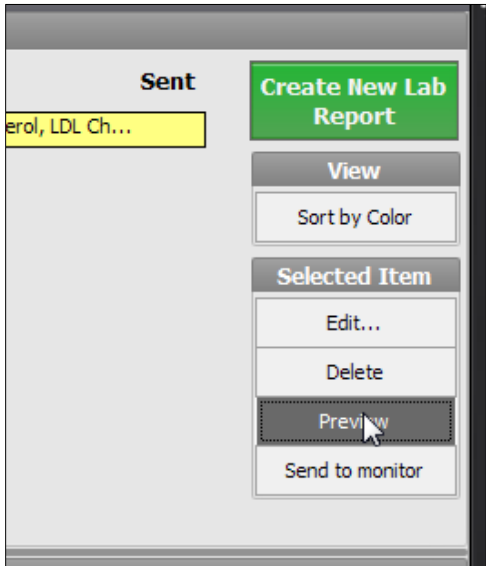 Sent
erol, LDL Ch...
Create New Lab
Report
View
Sort by Color
Selected Item
Edit...
Delete
Preview
Send to monitor